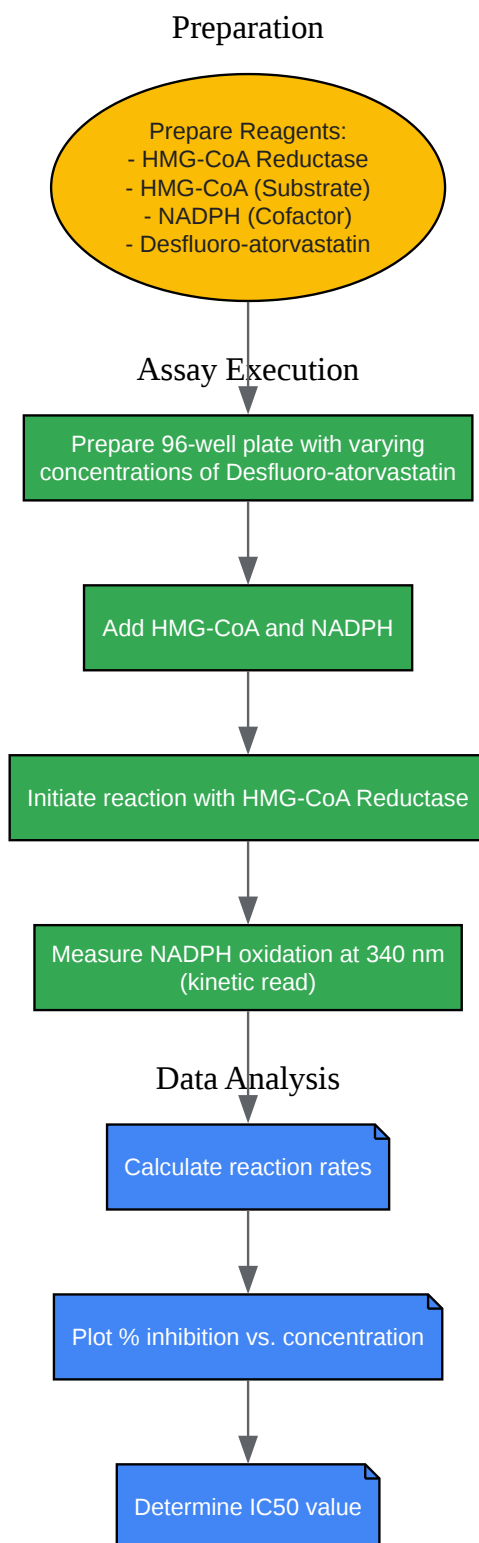 Preparation
Prepare Reagents:
- HMG-CoA Reductase
- HMG-CoA (Substrate)
- NADPH (Cofactor)
- Desfluoro-atorvastatin
Assay Execution
Prepare 96-well plate with varying
concentrations of Desfluoro-atorvastatin
Add HMG-CoA and NADPH
Initiate reaction with HMG-CoA Reductase
Measure NADPH oxidation at 340 nm
(kinetic read)
Data Analysis
Calculate reaction rates
Plot % inhibition vs. concentration
Determine IC50 value